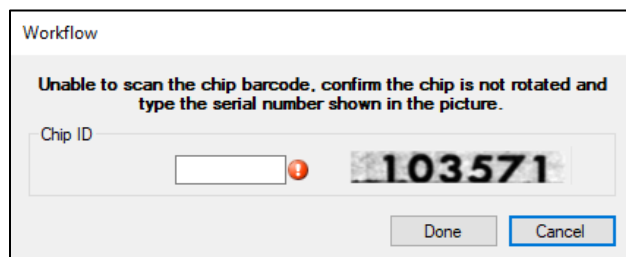 Workflow
Unable to scan the chip barcode, confirm the chip is not rotated and
type the serial number shown in the picture.
Chip ID
103571
Done Cancel